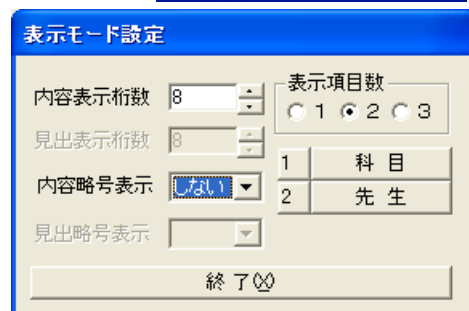 表示モード設定
内容表示桁数 8
表示項目数
1 2 3
見出表示桁数 8
1 科 目
内容略号表示 しない
2 先 生
見出略号表示
終 了(X)